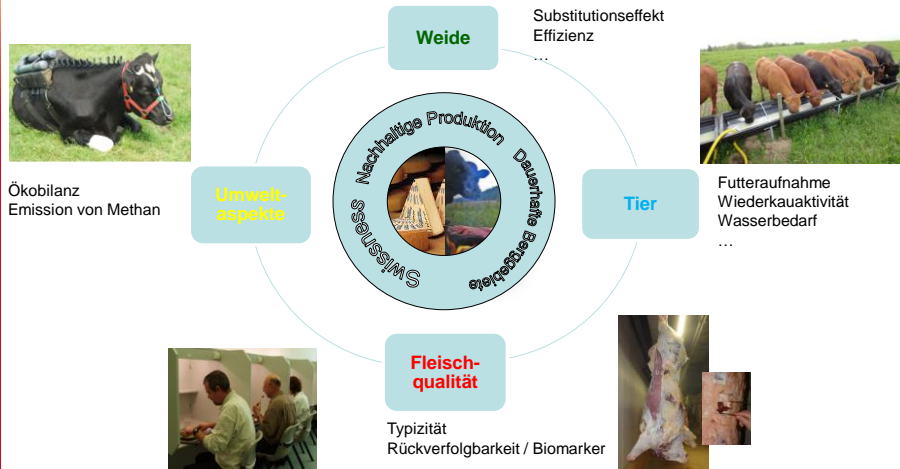 Weide
Substitutionseffekt
Effizienz
…
Ökobilanz
Emission von Methan
Umwelt-
aspekte
Swissness
Nachhaltige Produktion
Dauerhafte Berggebiete
Tier
Futteraufnahme
Wiederkauaktivität
Wasserbedarf
…
Fleisch-
qualität
Typizität
Rückverfolgbarkeit / Biomarker